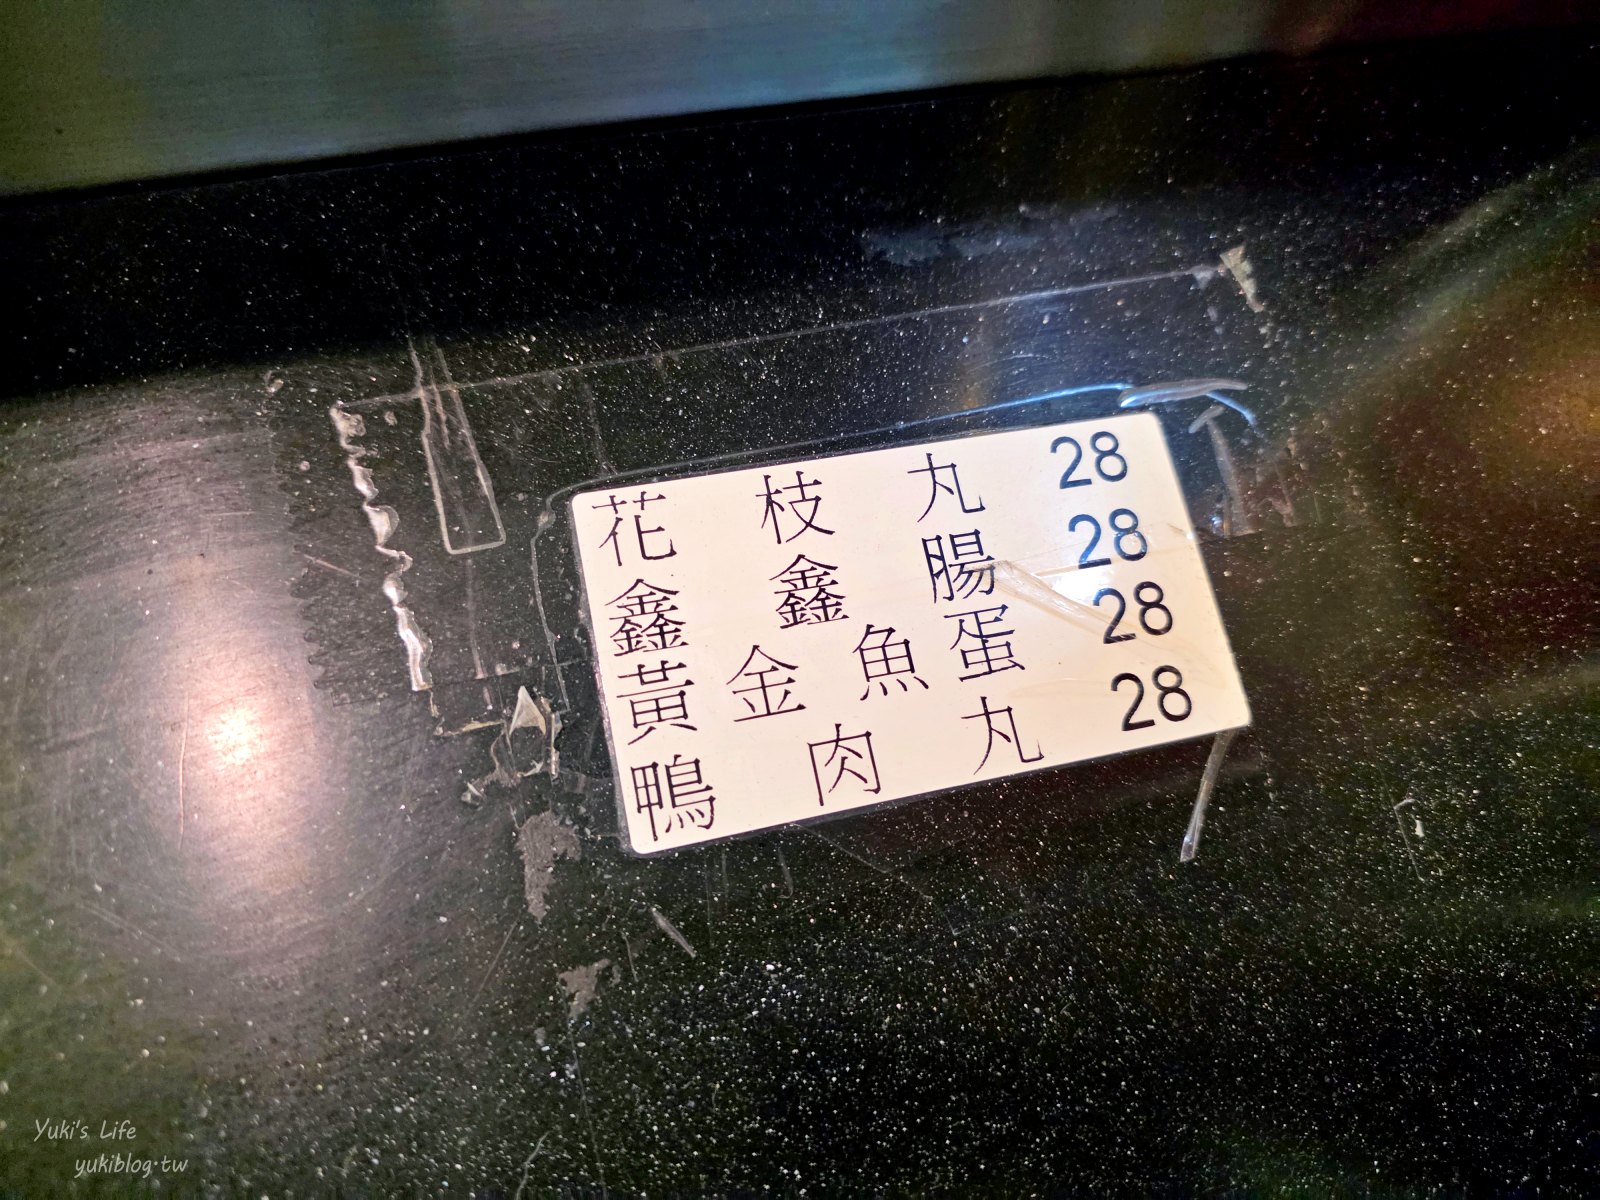 花枝丸 28
鑫鑫腸 28
黃金魚蛋 28
鴨肉丸 28
Yuki's Life
yukiblog.tw